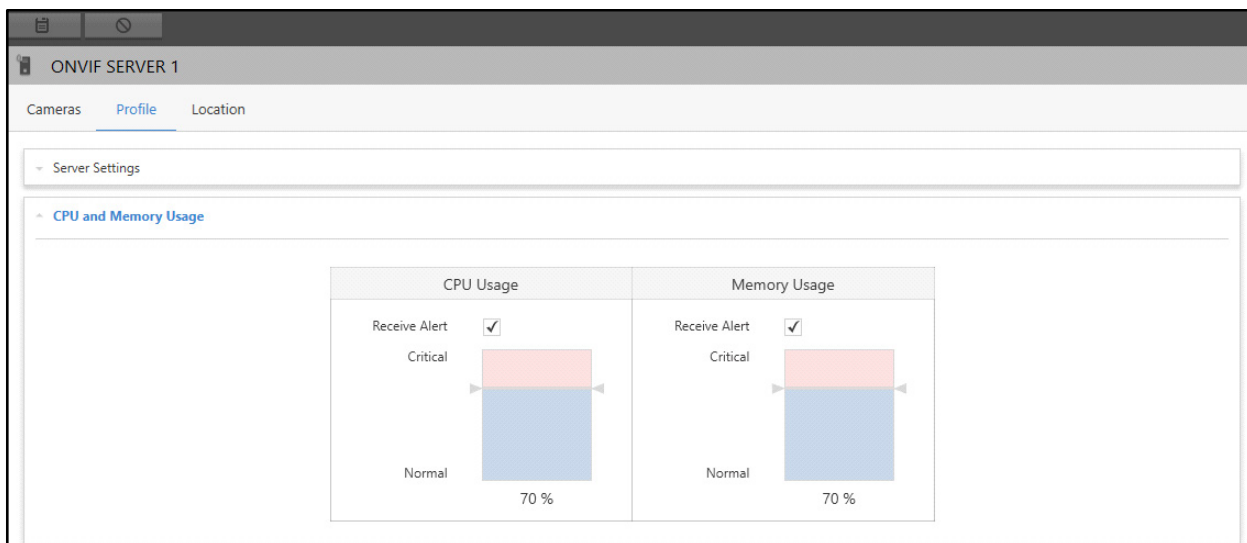 ONVIF SERVER 1
Cameras Profile Location
Server Settings
CPU and Memory Usage
CPU Usage Memory Usage
Receive Alert Receive Alert
Critical Critical
Normal Normal
70 % 70 %